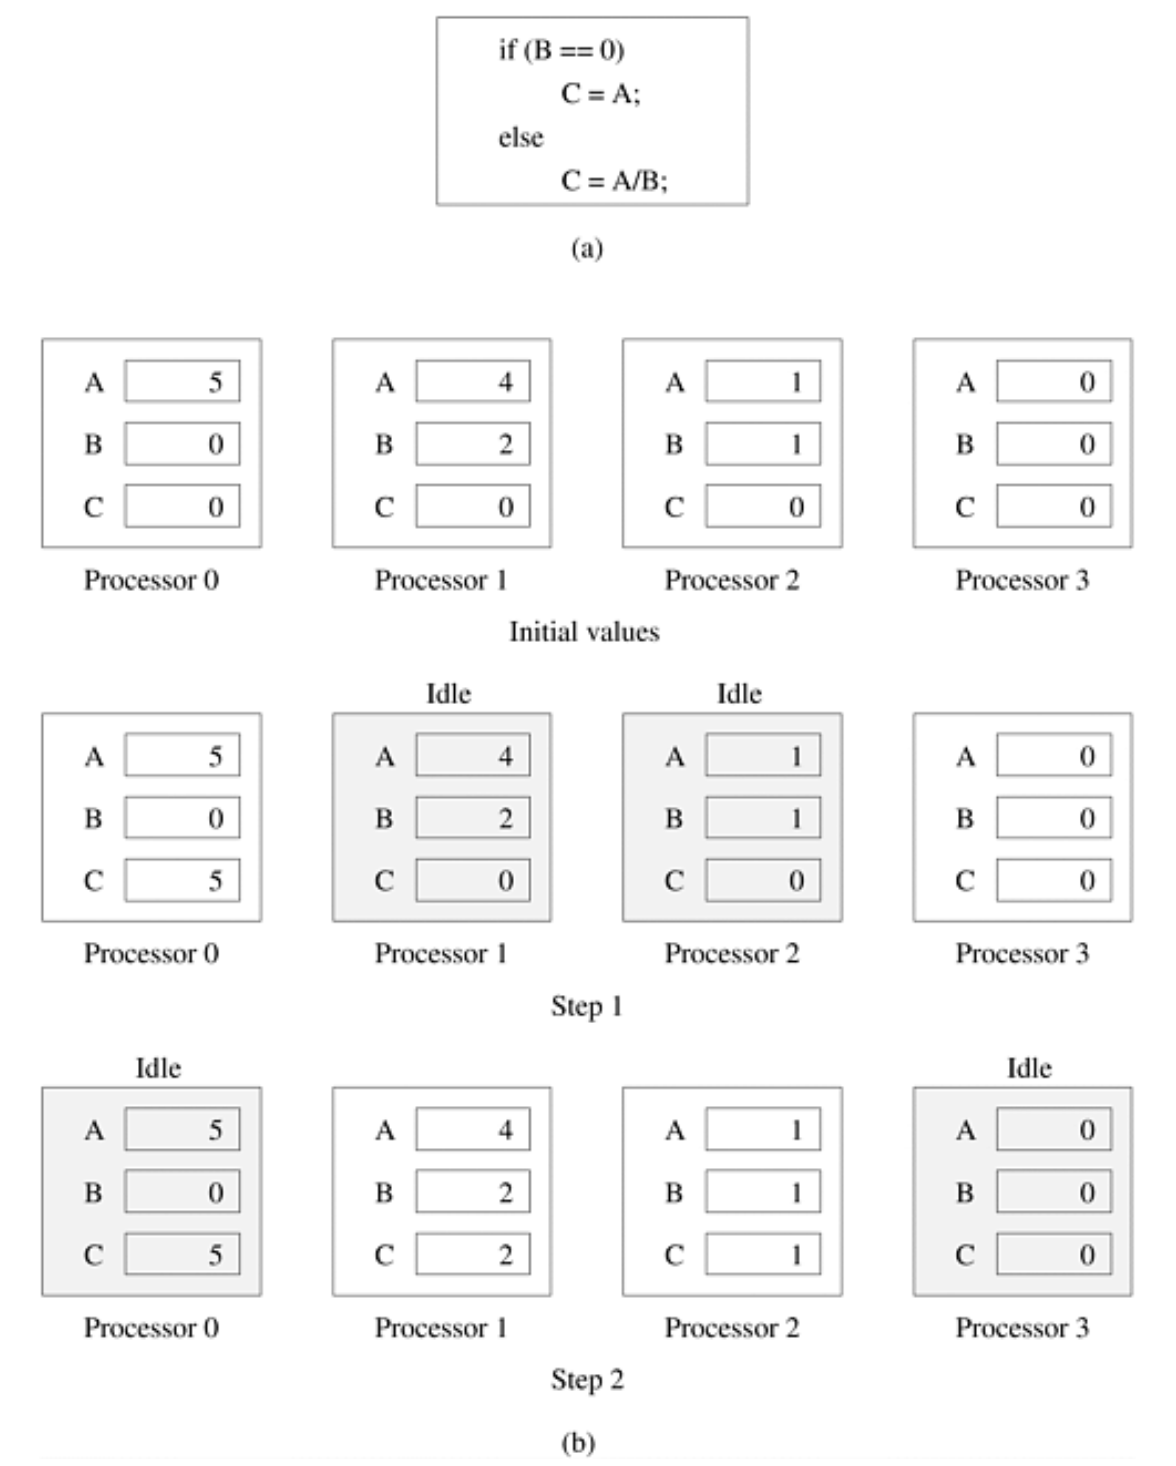 if (B == 0)
C = A;
else
C = A/B;
(a)
A 5 A 4 A 1 A 0
B 0 B 2 B 1 B 0
C 0 C 0 C 0 C 0
Processor 0 Processor 1 Processor 2 Processor 3
Initial values
Idle Idle
A 5 A 4 A 1 A 0
B 0 B 2 B 1 B 0
C 5 C 0 C 0 C 0
Processor 0 Processor 1 Processor 2 Processor 3
Step 1
Idle Idle
A 5 A 4 A 1 A 0
B 0 B 2 B 1 B 0
C 5 C 2 C 1 C 0
Processor 0 Processor 1 Processor 2 Processor 3
Step 2
(b)